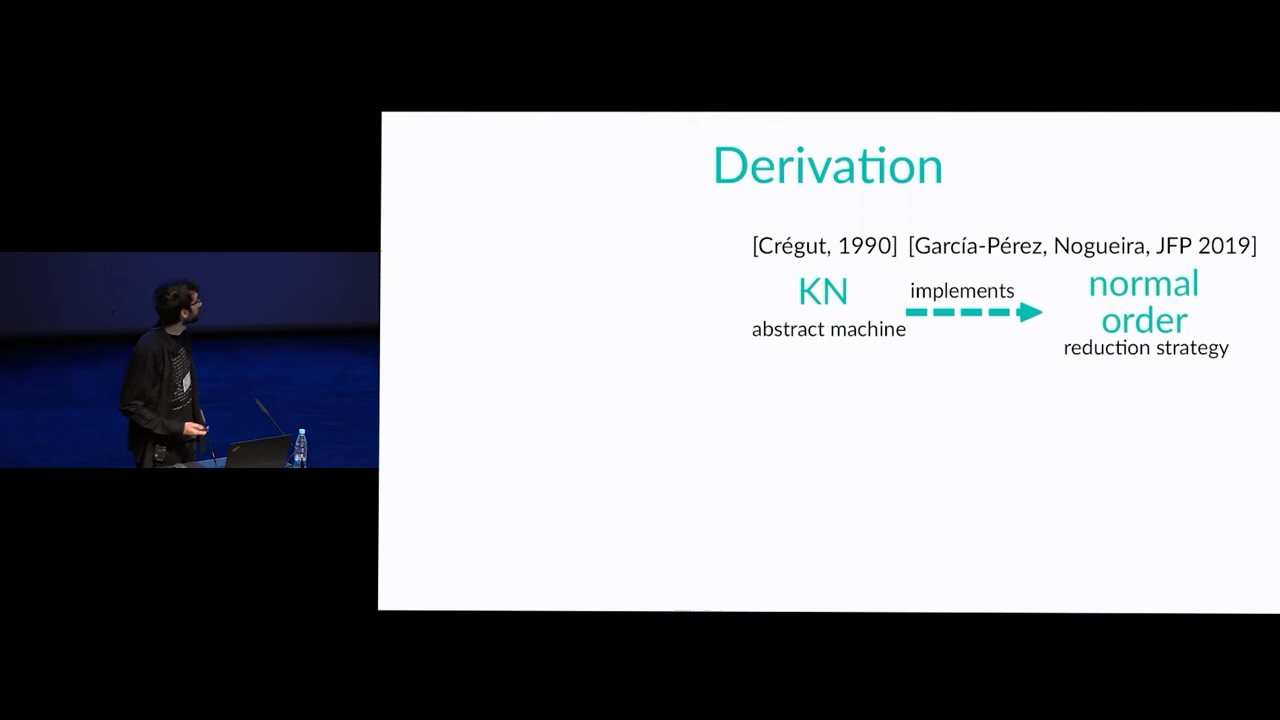 Derivation
[Crégut, 1990] [García-Pérez, Nogueira, JFP 2019]
KN
abstract machine
implements
normal
order
reduction strategy